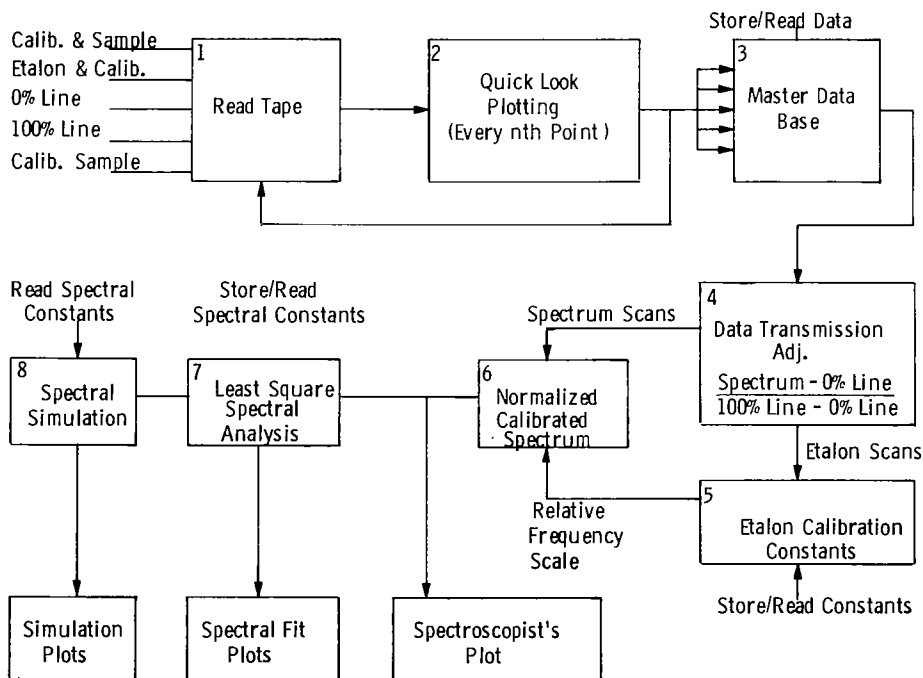 Calib. & Sample
Etalon & Calib.
0% Line
100% Line
Calib. Sample
1
Read Tape
2
Quick Look
Plotting
(Every nth Point)
Store/Read Data
3
Master Data
Base
4
Data Transmission
Adj.
Spectrum - 0% Line
100% Line - 0% Line
Spectrum Scans
Etalon Scans
5
Etalon Calibration
Constants
Store/Read Constants
Relative
Frequency
Scale
6
Normalized
Calibrated
Spectrum
Store/Read
Spectral Constants
7
Least Square
Spectral
Analysis
Read Spectral
Constants
8
Spectral
Simulation
Simulation
Plots
Spectral Fit
Plots
Spectroscopist's
Plot